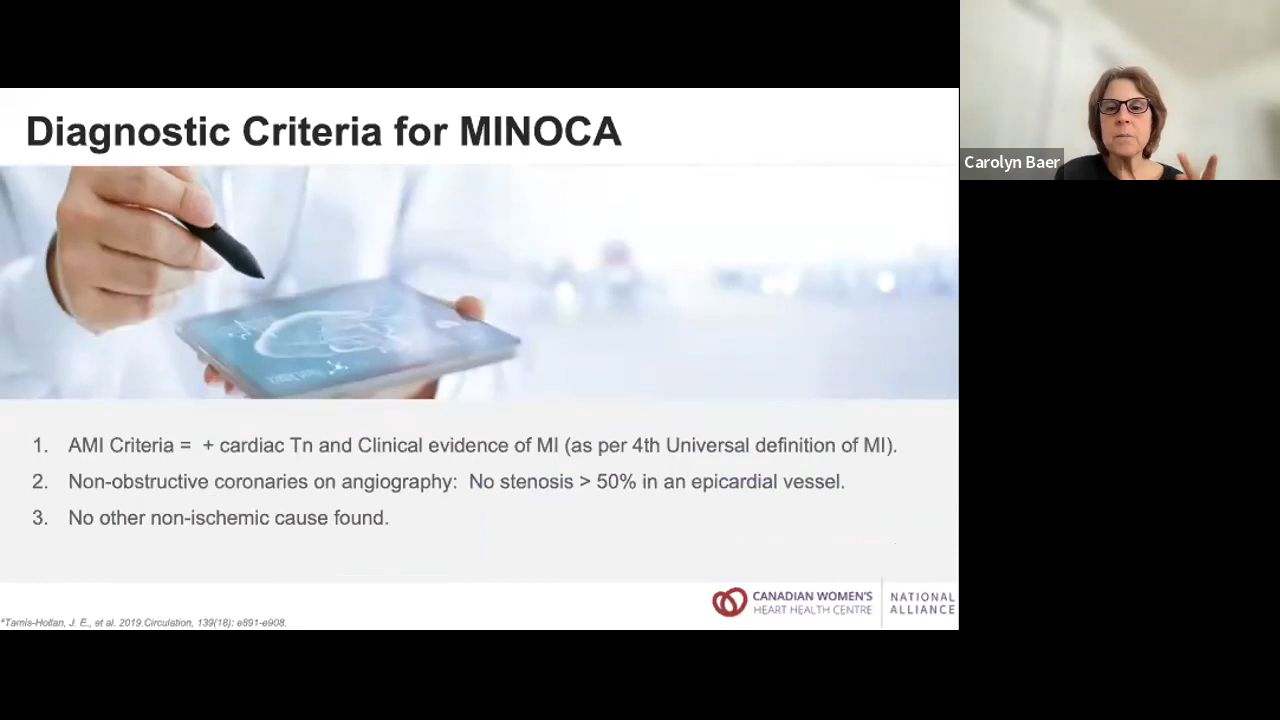 Diagnostic Criteria for MINOCA
Carolyn Baer
1. AMI Criteria = + cardiac Tn and Clinical evidence of MI (as per 4th Universal definition of MI).
2. Non-obstructive coronaries on angiography: No stenosis > 50% in an epicardial vessel.
3. No other non-ischemic cause found.
CANADIAN WOMEN'S
HEART HEALTH CENTRE
NATIONAL
ALLIANCE
*Tamis-Holland, J. E., et al. 2019.Circulation, 139(18): e891-e908.